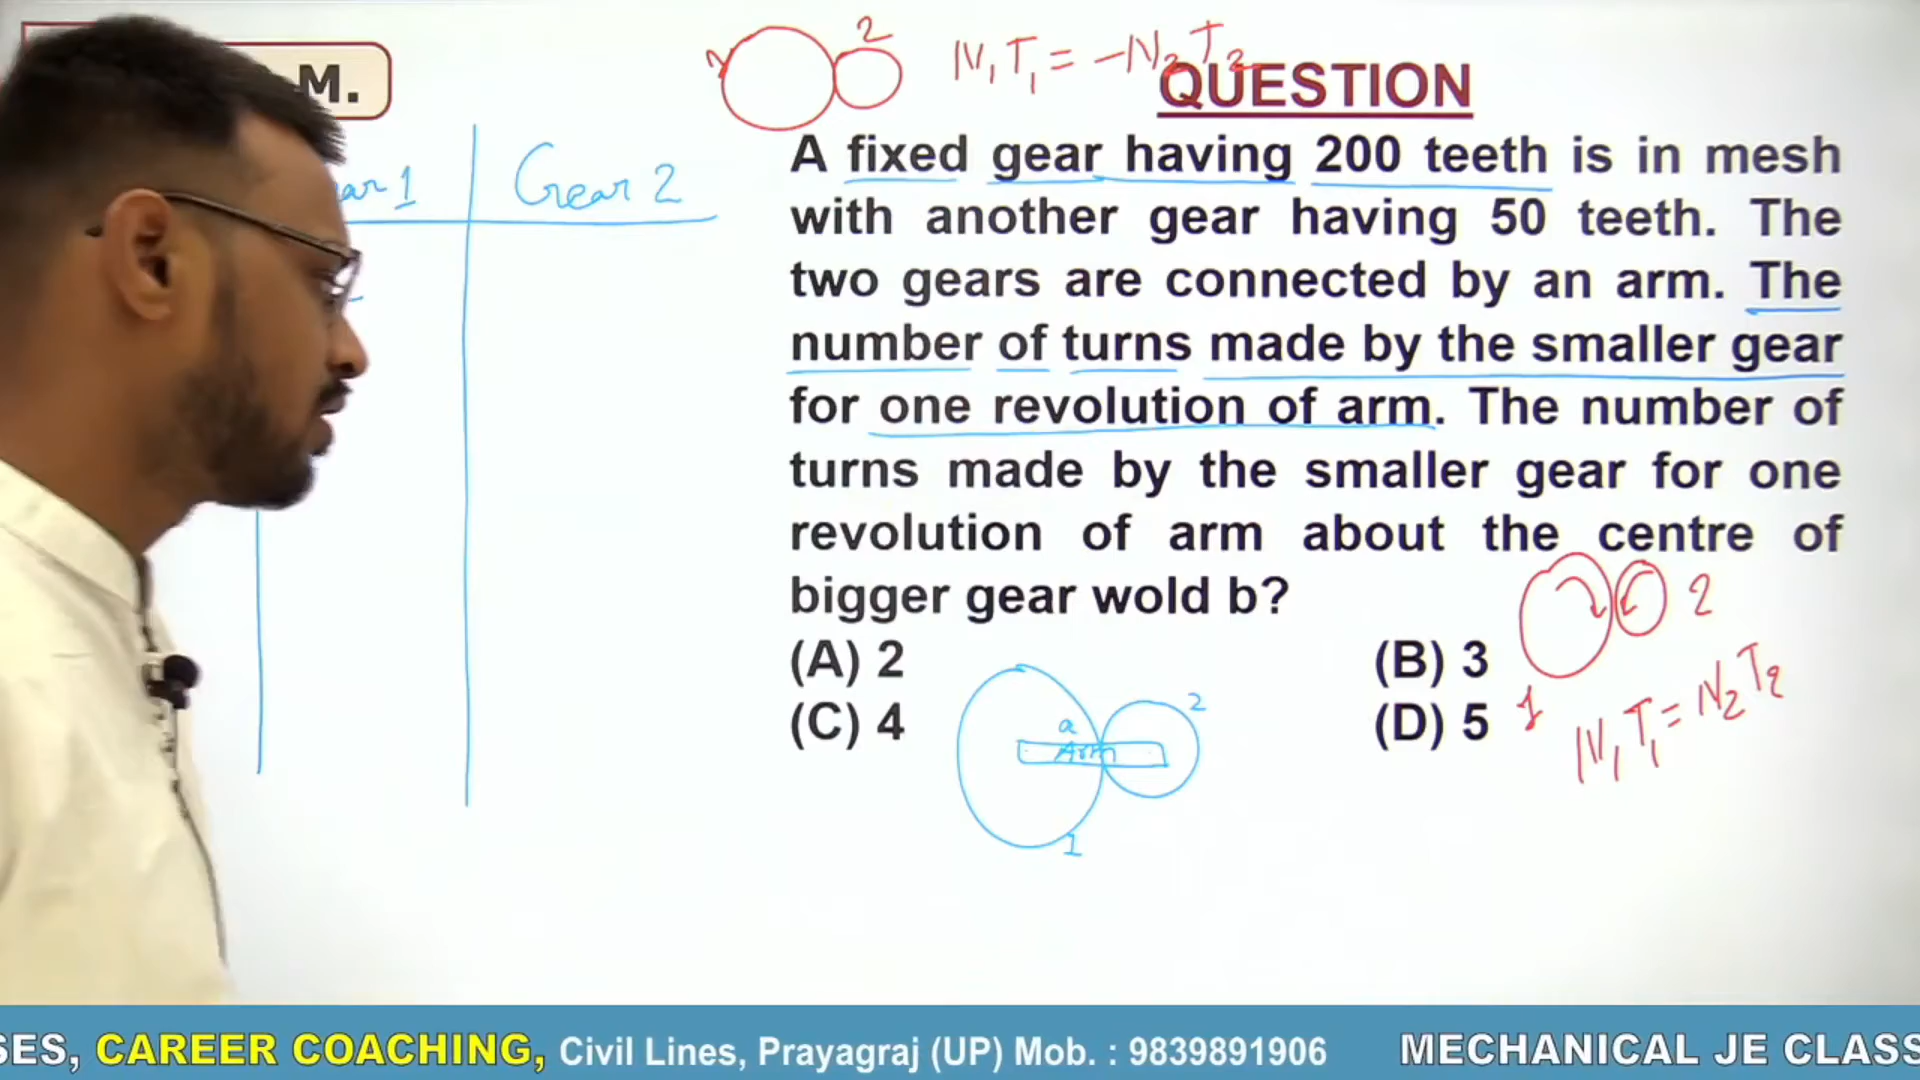 M.
2
N₁T₁ = -N₂T₂
QUESTION
1
ar 1
Gear 2
A fixed gear having 200 teeth is in mesh
with another gear having 50 teeth. The
two gears are connected by an arm. The
number of turns made by the smaller gear
for one revolution of arm. The number of
turns made by the smaller gear for one
revolution of arm about the centre of
bigger gear wold b?
2
(A) 2
(B) 3
1
N₁T₁ = N₂T₂
(C) 4
(D) 5
2
a
Arm
1
SES, CAREER COACHING, Civil Lines, Prayagraj (UP) Mob. : 9839891906 MECHANICAL JE CLASS